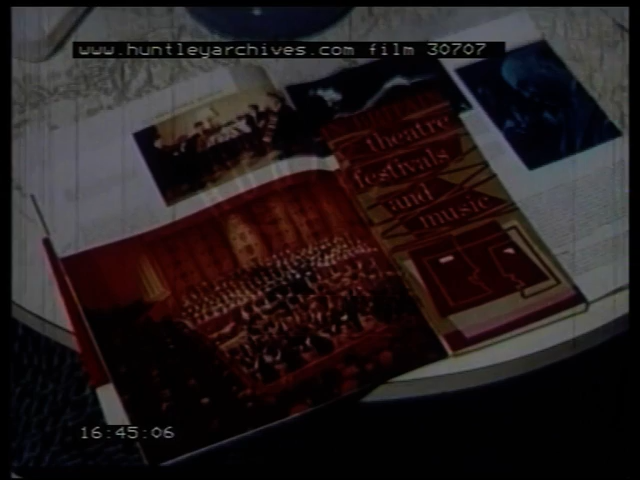 www.huntleyarchives.com film 30707
theatre
festivals
and
music
16:45:06